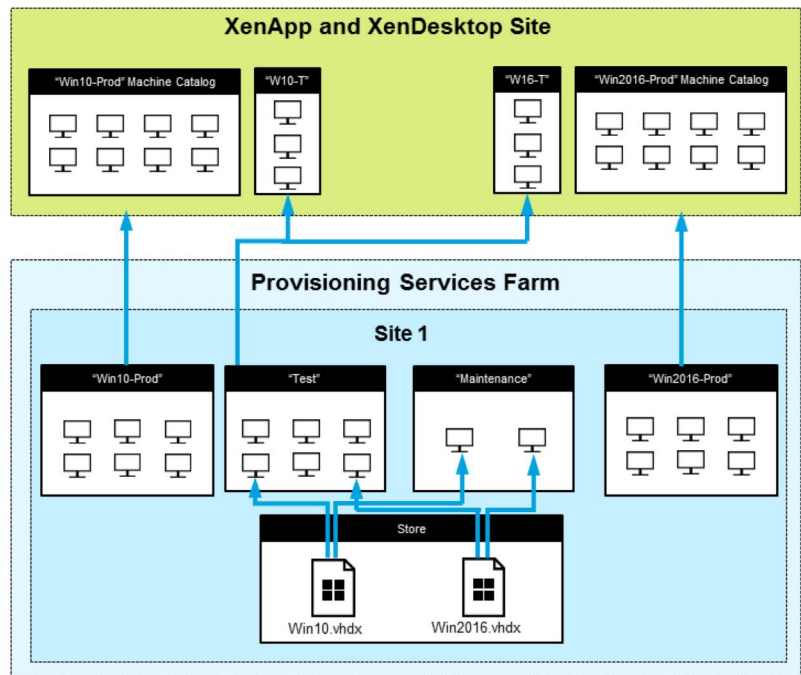 XenApp and XenDesktop Site
“Win10-Prod” Machine Catalog
“W10-T”
“W16-T”
“Win2016-Prod” Machine Catalog
Provisioning Services Farm
Site 1
“Win10-Prod”
“Test”
“Maintenance”
“Win2016-Prod”
Store
Win10.vhdx
Win2016.vhdx